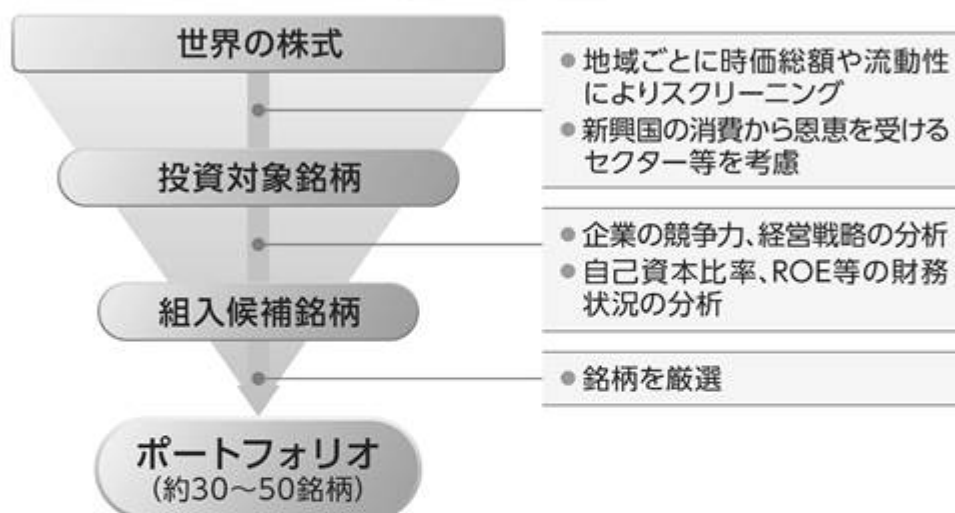 世界の株式
● 地域ごとに時価総額や流動性
によりスクリーニング
● 新興国の消費から恩恵を受ける
セクター等を考慮
投資対象銘柄
● 企業の競争力、経営戦略の分析
● 自己資本比率、ROE等の財務
状況の分析
組入候補銘柄
● 銘柄を厳選
ポートフォリオ
(約30～50銘柄)